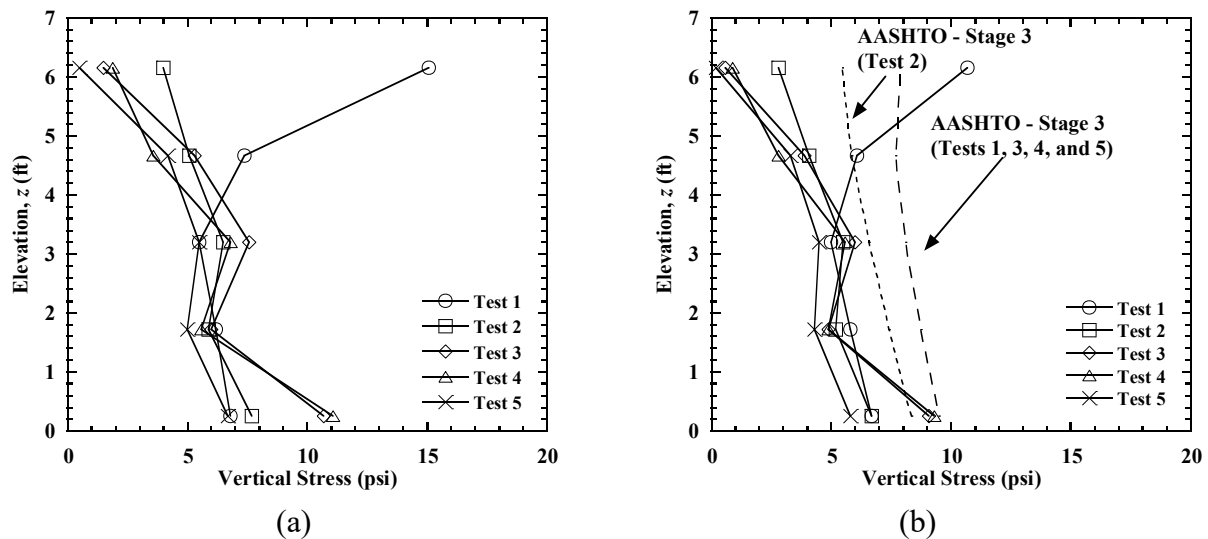 7
6
5
4
3
2
1
0
Elevation, z (ft)
0
5
10
15
20
Vertical Stress (psi)
Test 1
Test 2
Test 3
Test 4
Test 5
(a)
7
6
5
4
3
2
1
0
Elevation, z (ft)
0
5
10
15
20
Vertical Stress (psi)
AASHTO - Stage 3
(Test 2)
AASHTO - Stage 3
(Tests 1, 3, 4, and 5)
Test 1
Test 2
Test 3
Test 4
Test 5
(b)